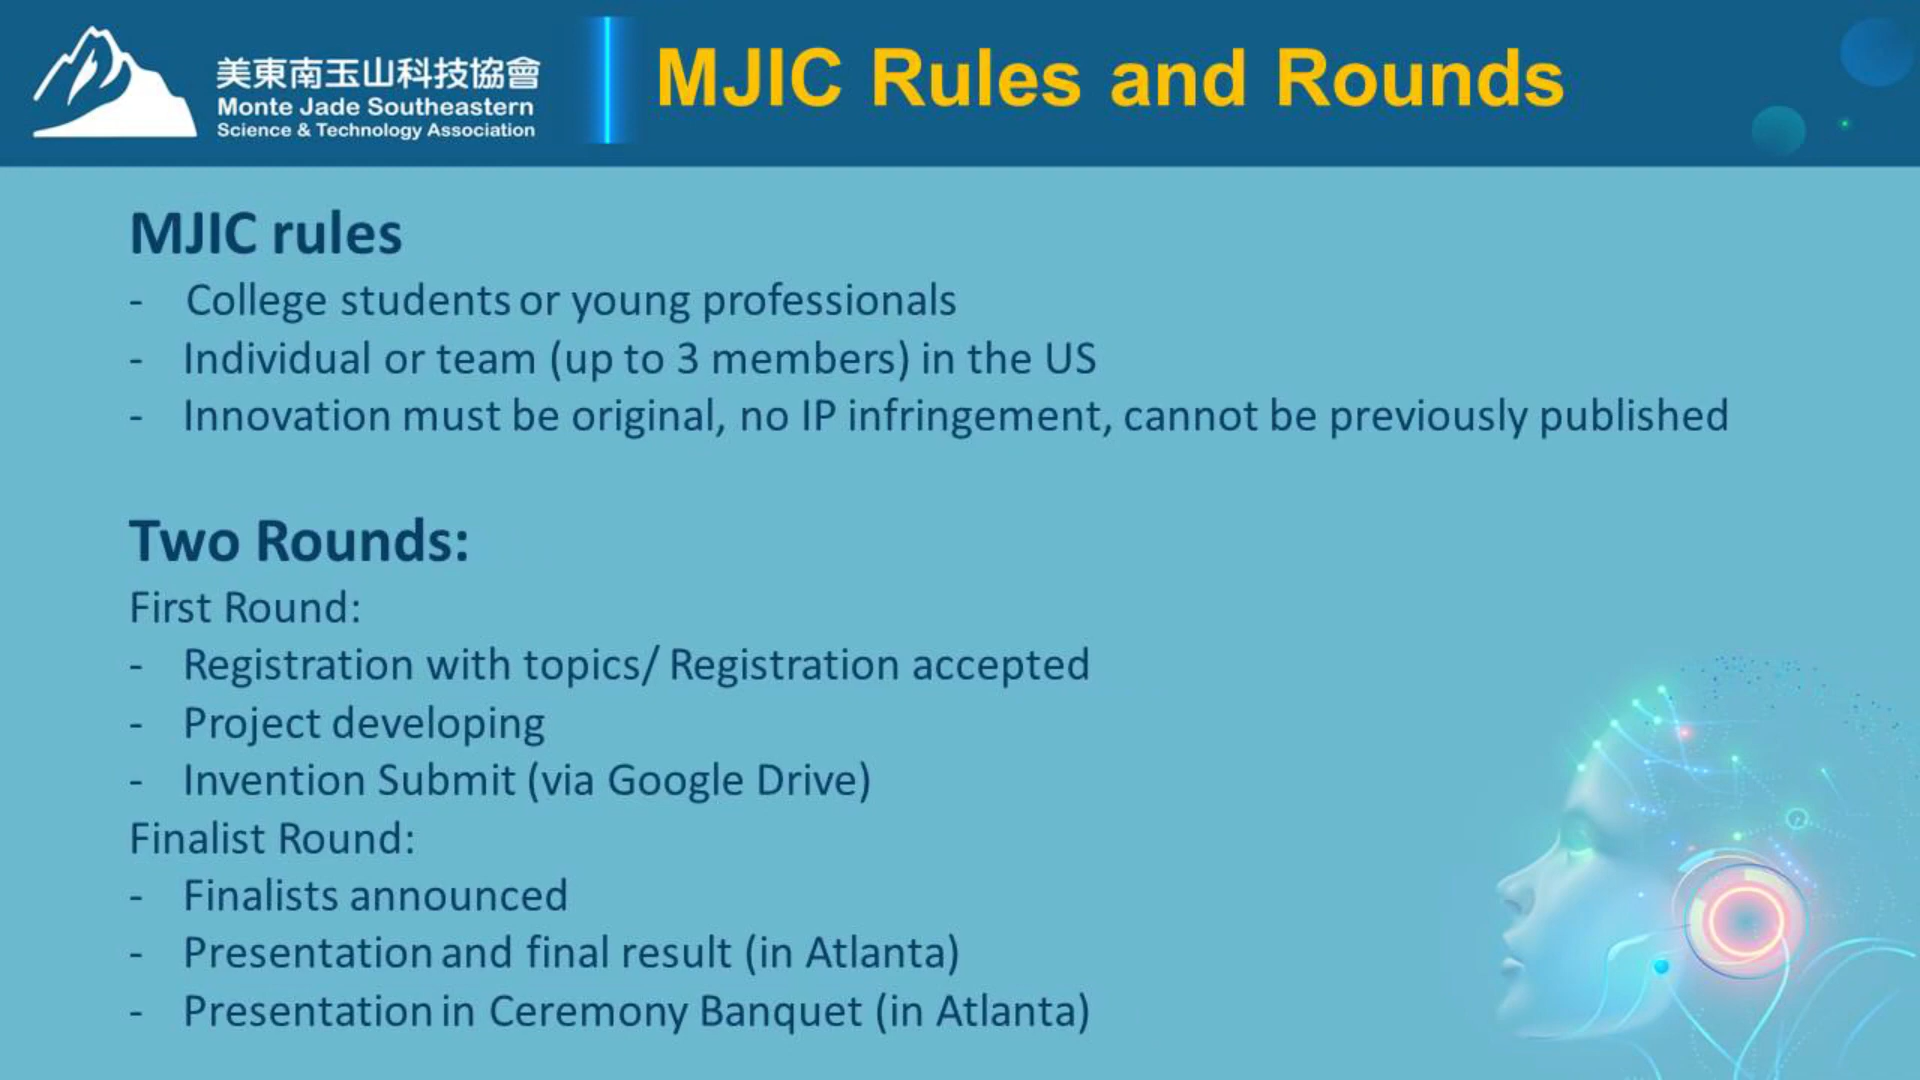 美東南玉山科技協會
Monte Jade Southeastern
Science & Technology Association
MJIC Rules and Rounds
MJIC rules
- College students or young professionals
- Individual or team (up to 3 members) in the US
- Innovation must be original, no IP infringement, cannot be previously published
Two Rounds:
First Round:
- Registration with topics/ Registration accepted
- Project developing
- Invention Submit (via Google Drive)
Finalist Round:
- Finalists announced
- Presentation and final result (in Atlanta)
- Presentation in Ceremony Banquet (in Atlanta)